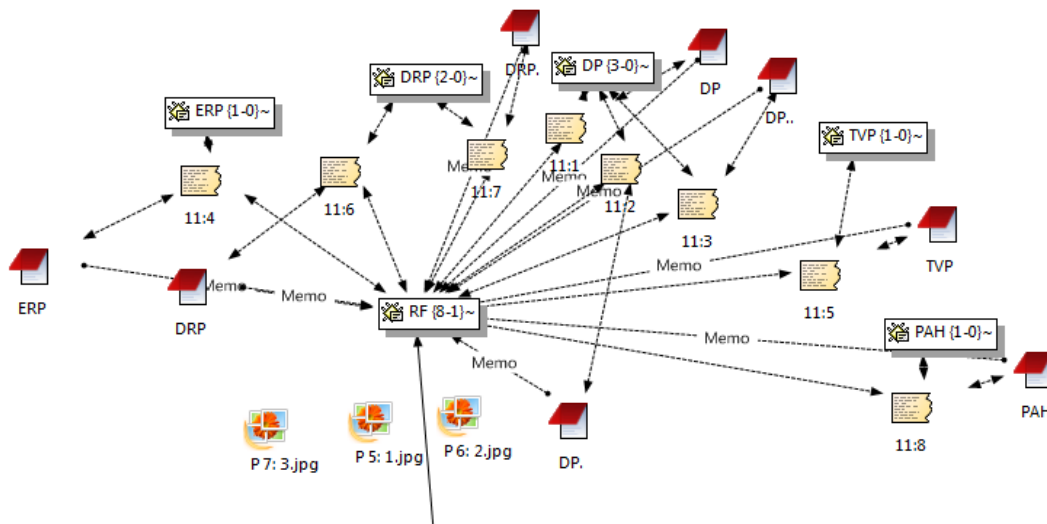 DRP.
DRP {2-0}~
DP {3-0}~
DP
DP..
ERP {1-0}~
TVP {1-0}~
11:1
Memo
11:7
Memo
Memo
11:6
11:2
11:4
11:3
Memo
TVP
ERP
Memo
DRP
Memo
11:5
RF {8-1}~
PAH {1-0}~
Memo
Memo
PAH
11:8
P 7: 3.jpg
P 5: 1.jpg
P 6: 2.jpg
DP.